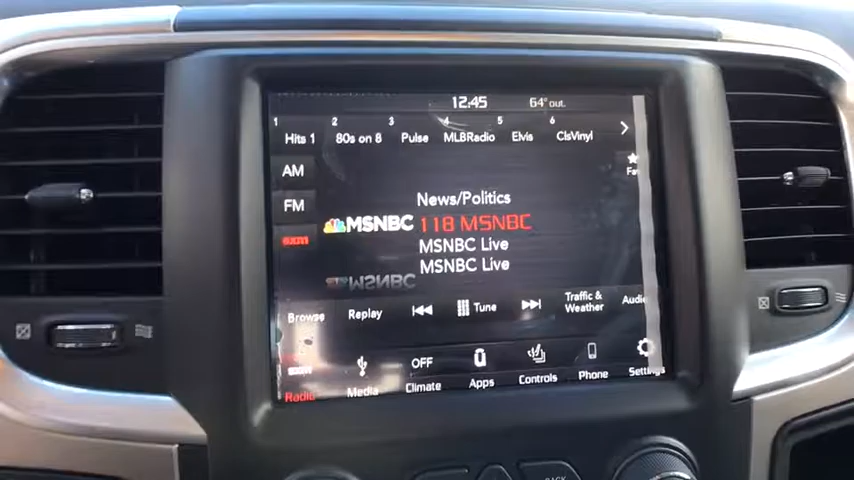 12:45 64° out.
1 2 3 4 5 6
Hits 1 80s on 8 Pulse MLBRadio Elvis ClsVinyl
AM
FM
News/Politics
MSNBC 118 MSNBC
MSNBC Live
MSNBC Live
Browse Replay Tune Traffic & Weather Audio
OFF
Radio Media Climate Apps Controls Phone Settings